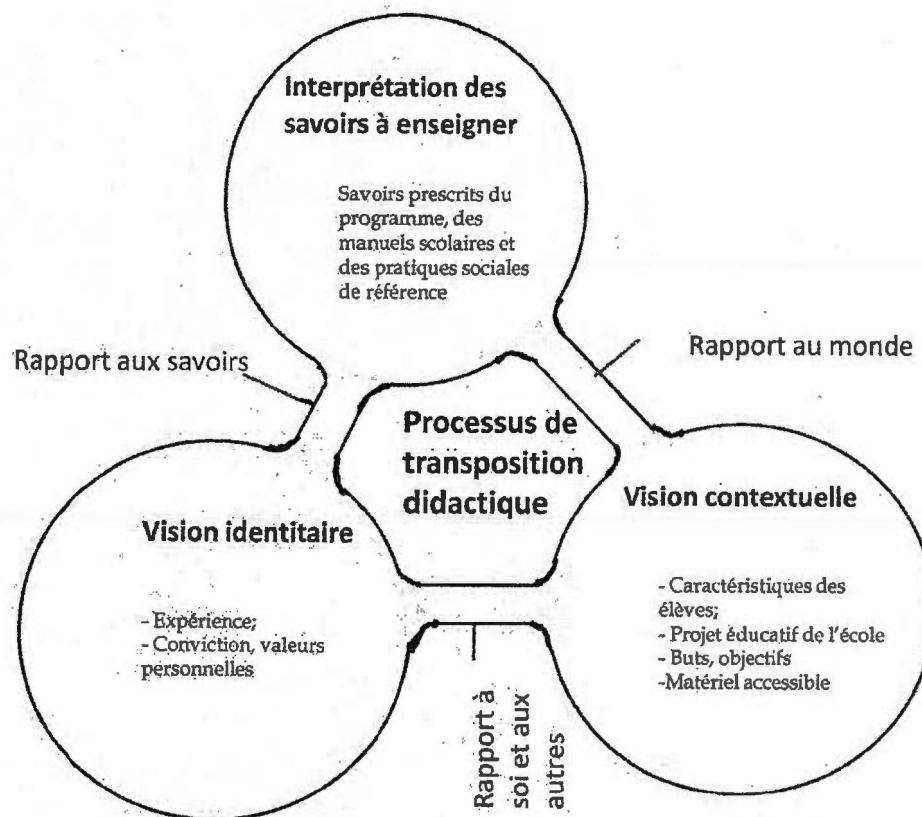 Interprétation des
savoirs à enseigner
Savoirs prescrits du
programme, des
manuels scolaires et
des pratiques sociales
de référence
Rapport aux savoirs
Rapport au monde
Processus de
transposition
didactique
Vision identitaire
- Expérience;
- Conviction, valeurs
personnelles
Vision contextuelle
- Caractéristiques des
élèves;
- Projet éducatif de l'école
- Buts, objectifs
-Matériel accessible
Rapport à
soi et aux
autres